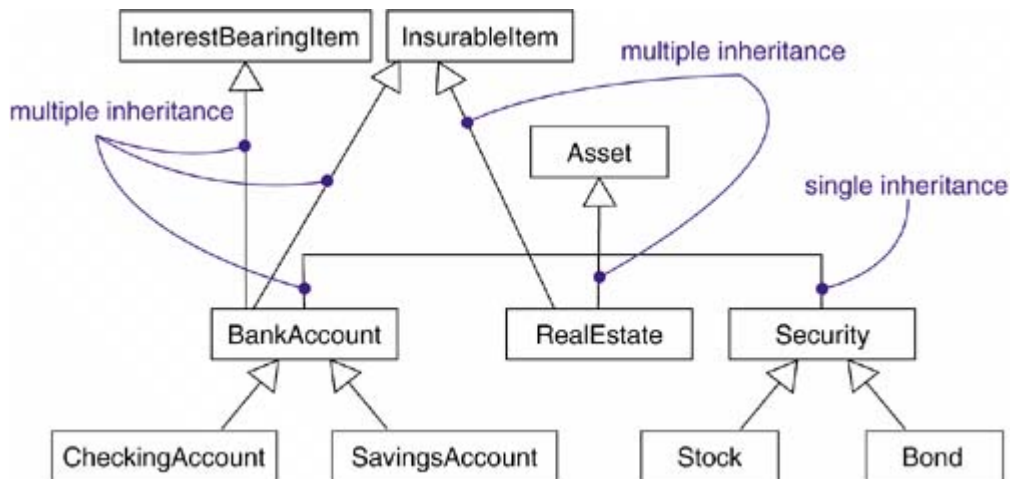 InterestBearingItem
InsurableItem
multiple inheritance
multiple inheritance
Asset
single inheritance
BankAccount
RealEstate
Security
CheckingAccount
SavingsAccount
Stock
Bond